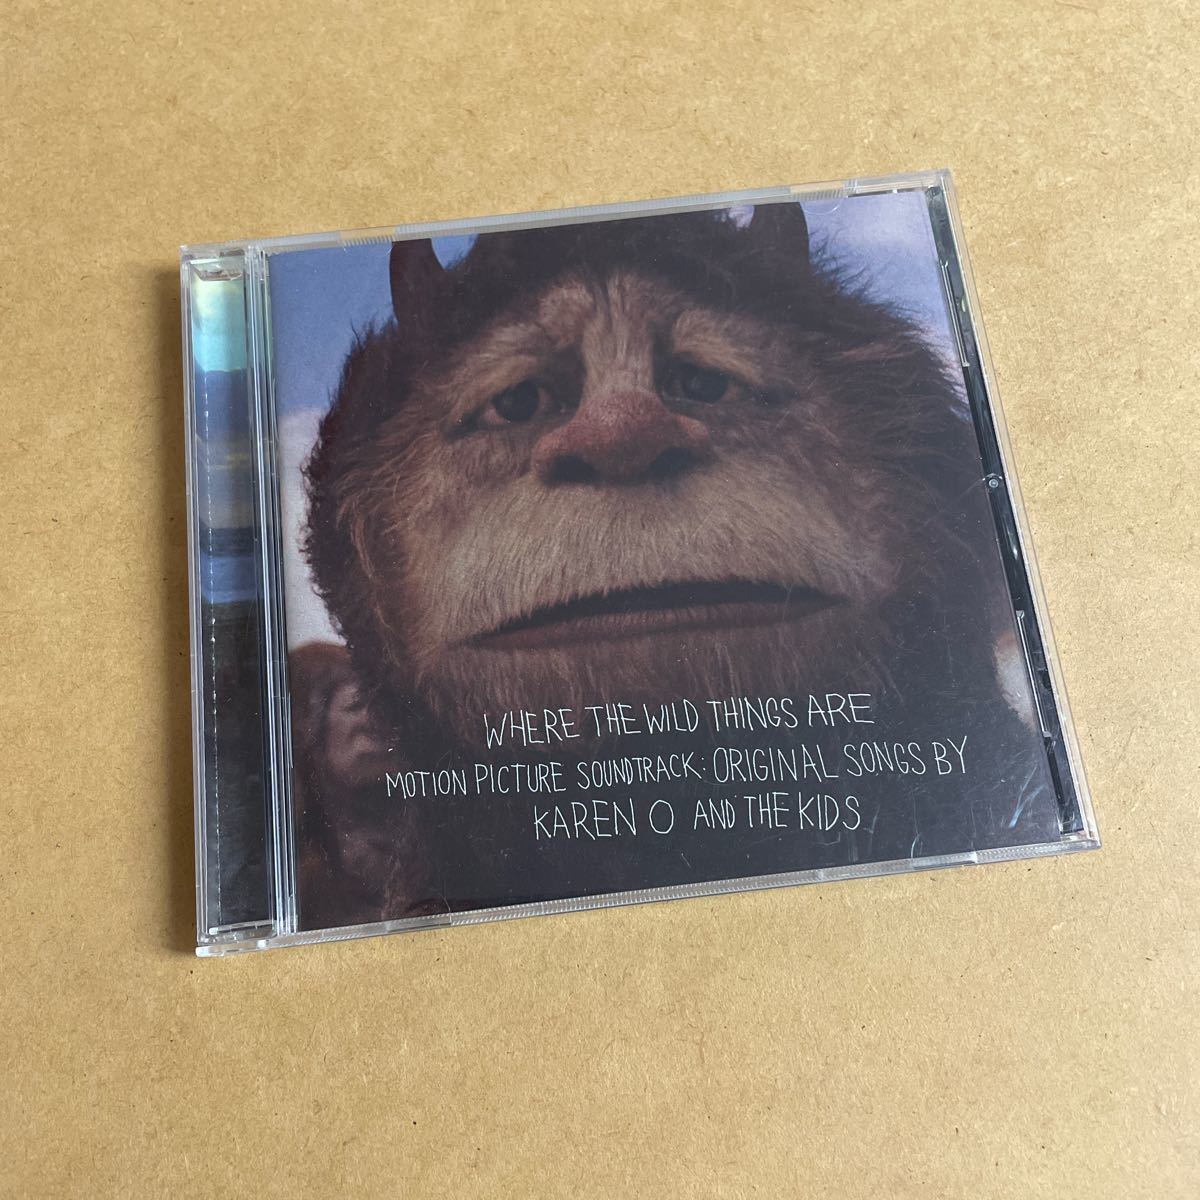 WHERE THE WILD THINGS ARE
MOTION PICTURE SOUNDTRACK: ORIGINAL SONGS BY
KAREN O AND THE KIDS